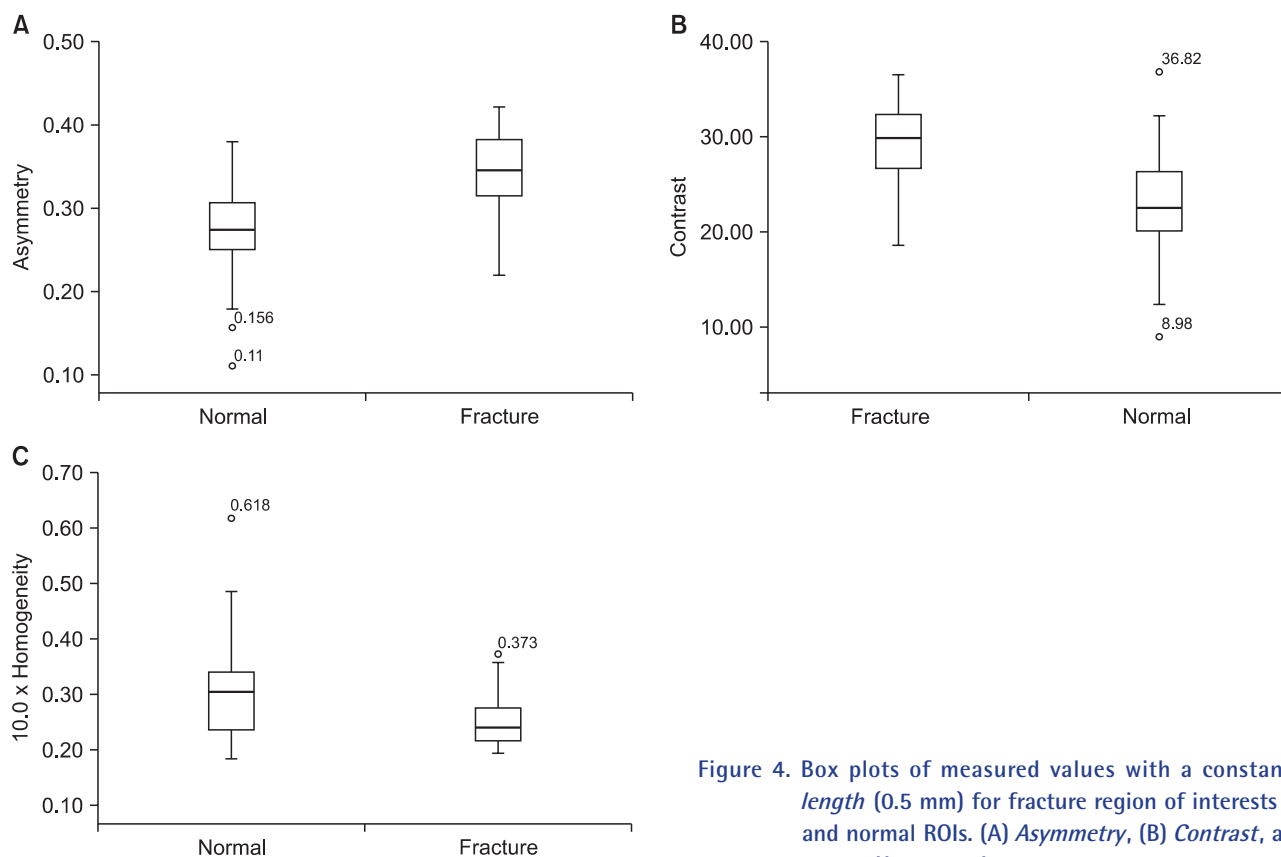 A
0.50
0.40
0.30
0.20
0.10
Asymmetry
0.156
0.11
Normal Fracture
B
40.00
30.00
20.00
10.00
Contrast
36.82
8.98
Fracture Normal
C
0.70
0.60
0.50
0.40
0.30
0.20
0.10
10.0 x Homogeneity
0.618
0.373
Normal Fracture
Figure 4. Box plots of measured values with a constan
length (0.5 mm) for fracture region of interests
and normal ROIs. (A) Asymmetry, (B) Contrast, a